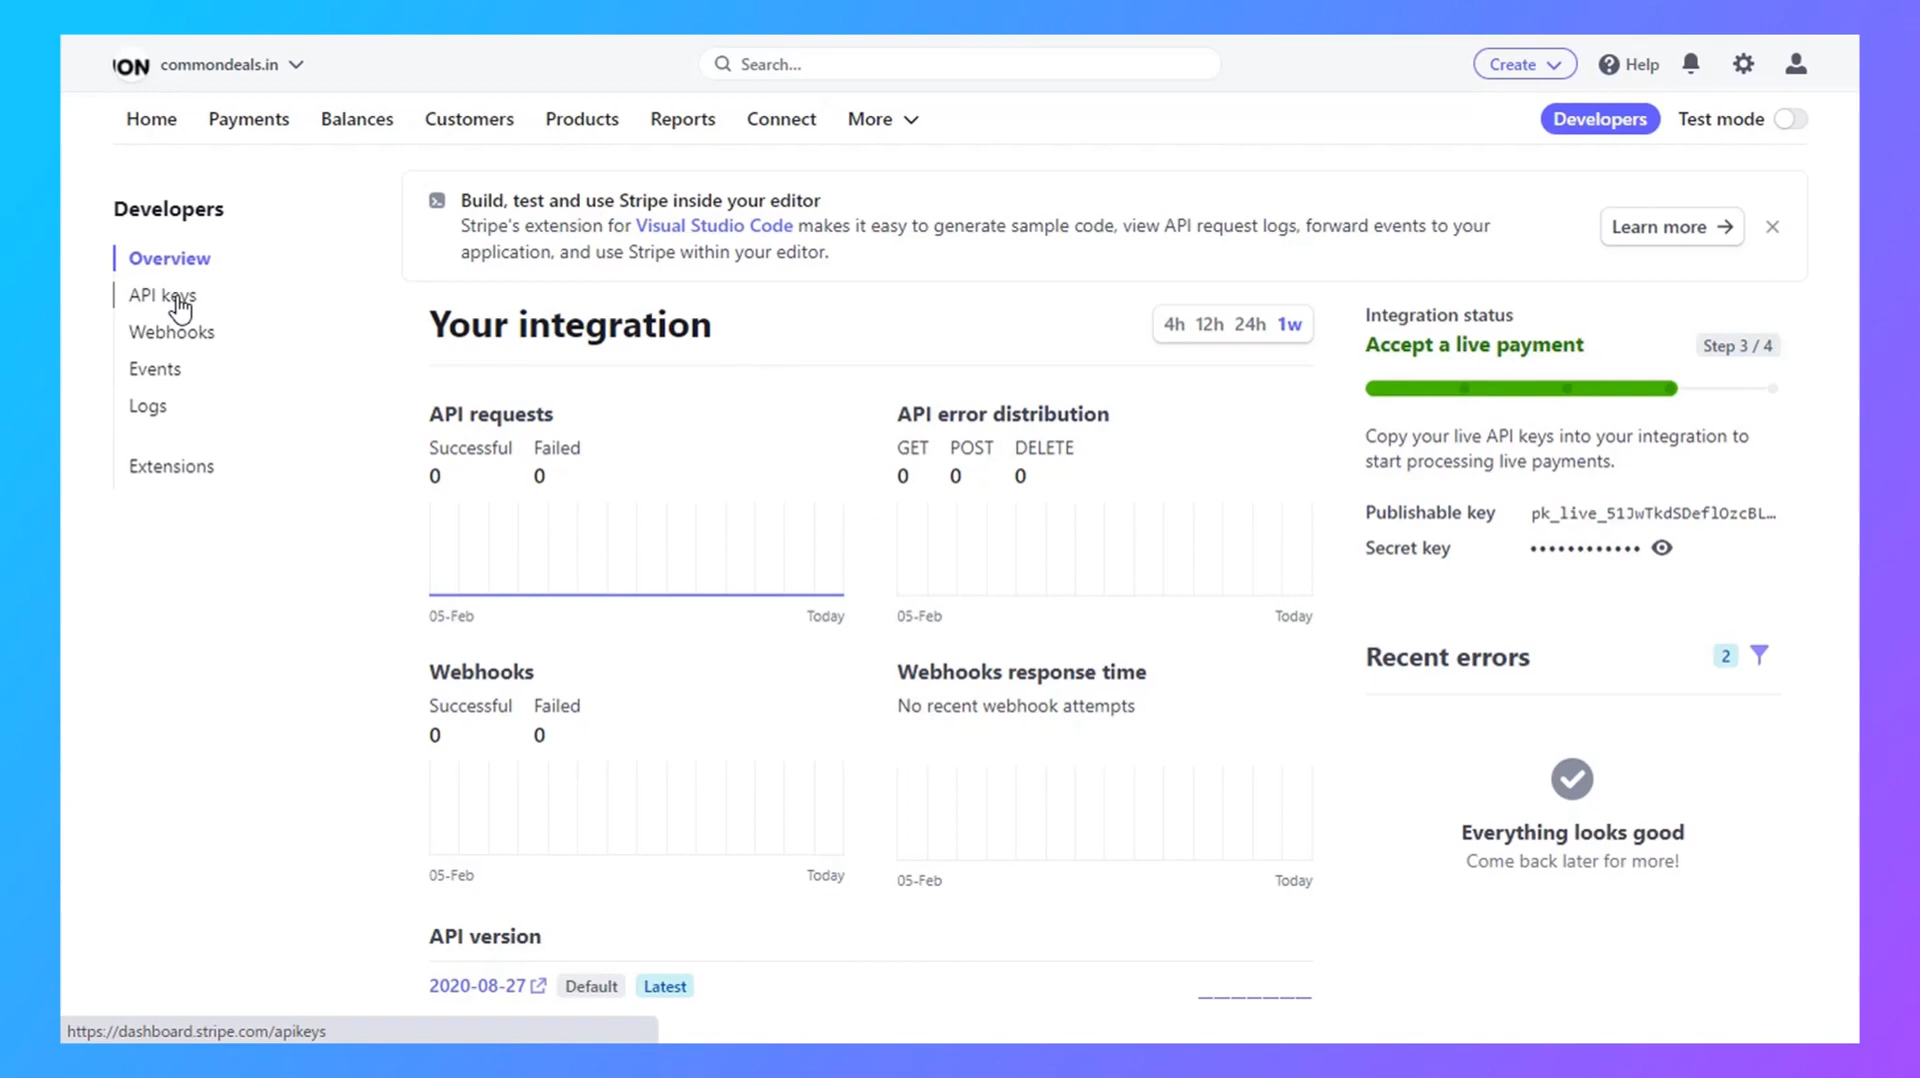 ION commondeals.in
Search...
Create
Help
Home Payments Balances Customers Products Reports Connect More
Developers Test mode
Developers
Overview
API keys
Webhooks
Events
Logs
Extensions
Build, test and use Stripe inside your editor
Stripe's extension for Visual Studio Code makes it easy to generate sample code, view API request logs, forward events to your
application, and use Stripe within your editor.
Learn more →
Your integration
4h 12h 24h 1w
API requests
Successful Failed
0 0
05-Feb Today
API error distribution
GET POST DELETE
0 0 0
05-Feb Today
Webhooks
Successful Failed
0 0
05-Feb Today
Webhooks response time
No recent webhook attempts
05-Feb Today
API version
2020-08-27 Default Latest
Integration status
Accept a live payment Step 3 / 4
Copy your live API keys into your integration to
start processing live payments.
Publishable key pk_live_51JwTkdSDeflOzcBL…
Secret key ••••••••••••
Recent errors 2
Everything looks good
Come back later for more!
https://dashboard.stripe.com/apikeys